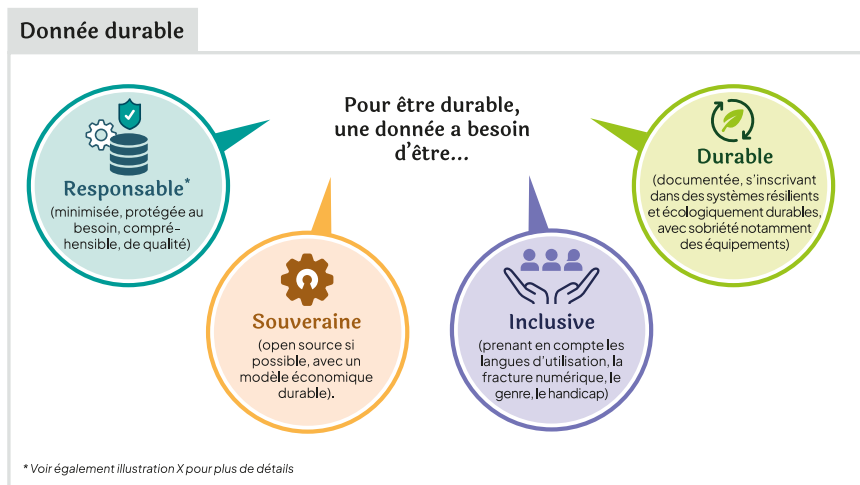 Donnée durable
Pour être durable,
une donnée a besoin
d'être...
Responsable*
(minimisée, protégée au
besoin, compré-
hensible, de qualité)
Souveraine
(open source si
possible, avec un
modèle économique
durable).
Inclusive
(prenant en compte les
langues d'utilisation, la
fracture numérique, le
genre, le handicap)
Durable
(documentée, s'inscrivant
dans des systèmes résilients
et écologiquement durables,
avec sobriété notamment
des équipements)
* Voir également illustration X pour plus de détails